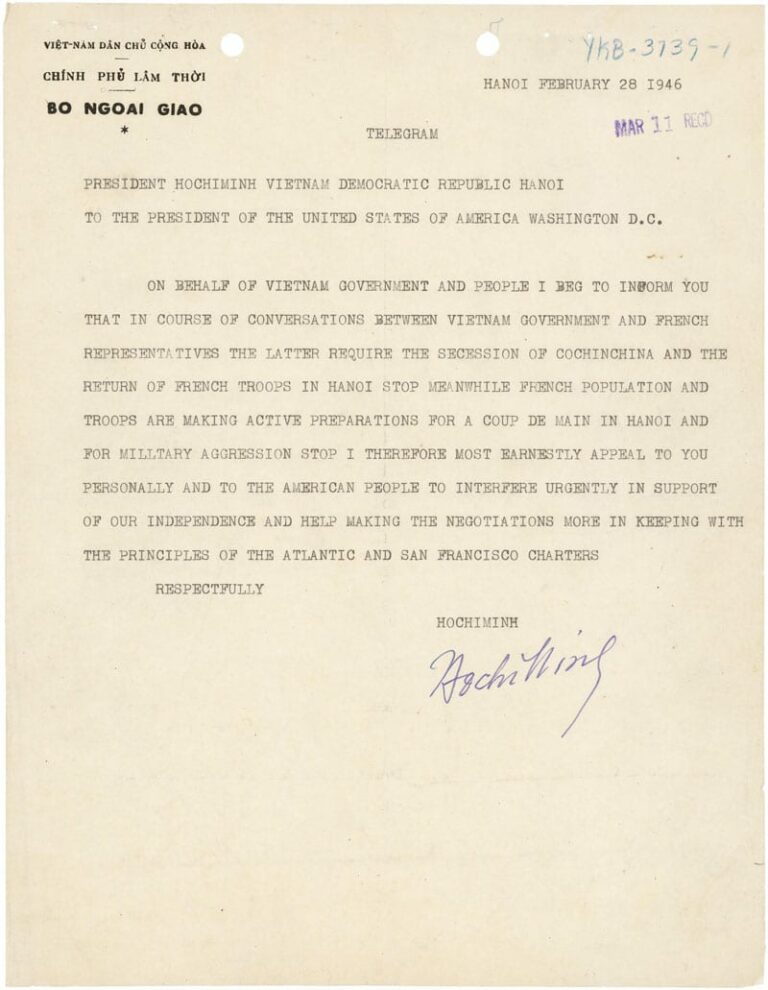 VIỆT-NAM DÂN CHỦ CỘNG HÒA
CHÍNH PHỦ LÂM THỜI
BO NGOAI GIAO
*
YKB-3739-1
HANOI FEBRUARY 28 1946
MAR 11 RECD
TELEGRAM
PRESIDENT HOCHIMINH VIETNAM DEMOCRATIC REPUBLIC HANOI
TO THE PRESIDENT OF THE UNITED STATES OF AMERICA WASHINGTON D.C.
ON BEHALF OF VIETNAM GOVERNMENT AND PEOPLE I BEG TO INFORM YOU
THAT IN COURSE OF CONVERSATIONS BETWEEN VIETNAM GOVERNMENT AND FRENCH
REPRESENTATIVES THE LATTER REQUIRE THE SECESSION OF COCHINCHINA AND THE
RETURN OF FRENCH TROOPS IN HANOI STOP MEANWHILE FRENCH POPULATION AND
TROOPS ARE MAKING ACTIVE PREPARATIONS FOR A COUP DE MAIN IN HANOI AND
FOR MILLTARY AGGRESSION STOP I THEREFORE MOST EARNESTLY APPEAL TO YOU
PERSONALLY AND TO THE AMERICAN PEOPLE TO INTERFERE URGENTLY IN SUPPORT
OF OUR INDEPENDENCE AND HELP MAKING THE NEGOTIATIONS MORE IN KEEPING WITH
THE PRINCIPLES OF THE ATLANTIC AND SAN FRANCISCO CHARTERS
RESPECTFULLY
HOCHIMINH
HochiMinh